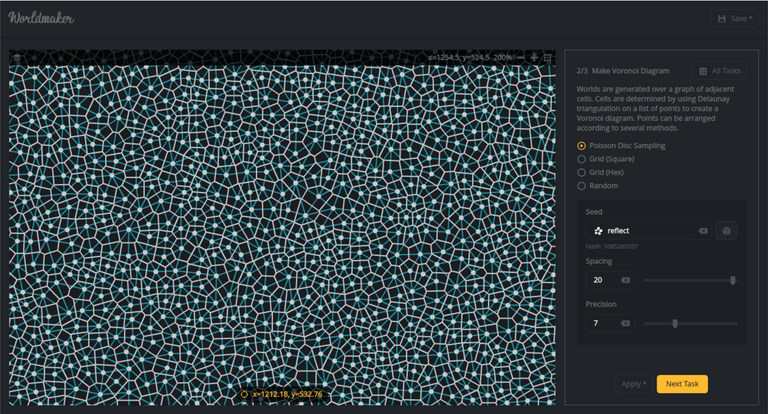 Worldmaker
Save
x=1254.5, y=524.5 200%
2/3 Make Voronoi Diagram
All Tasks
Worlds are generated over a graph of adjacent
cells. Cells are determined by using Delaunay
triangulation on a list of points to create a
Voronoi diagram. Points can be arranged
according to several methods.
Poisson Disc Sampling
Grid (Square)
Grid (Hex)
Random
Seed
reflect
Hash: 1085265597
Spacing
20
Precision
7
x=1212.18, y=532.76
Apply
Next Task